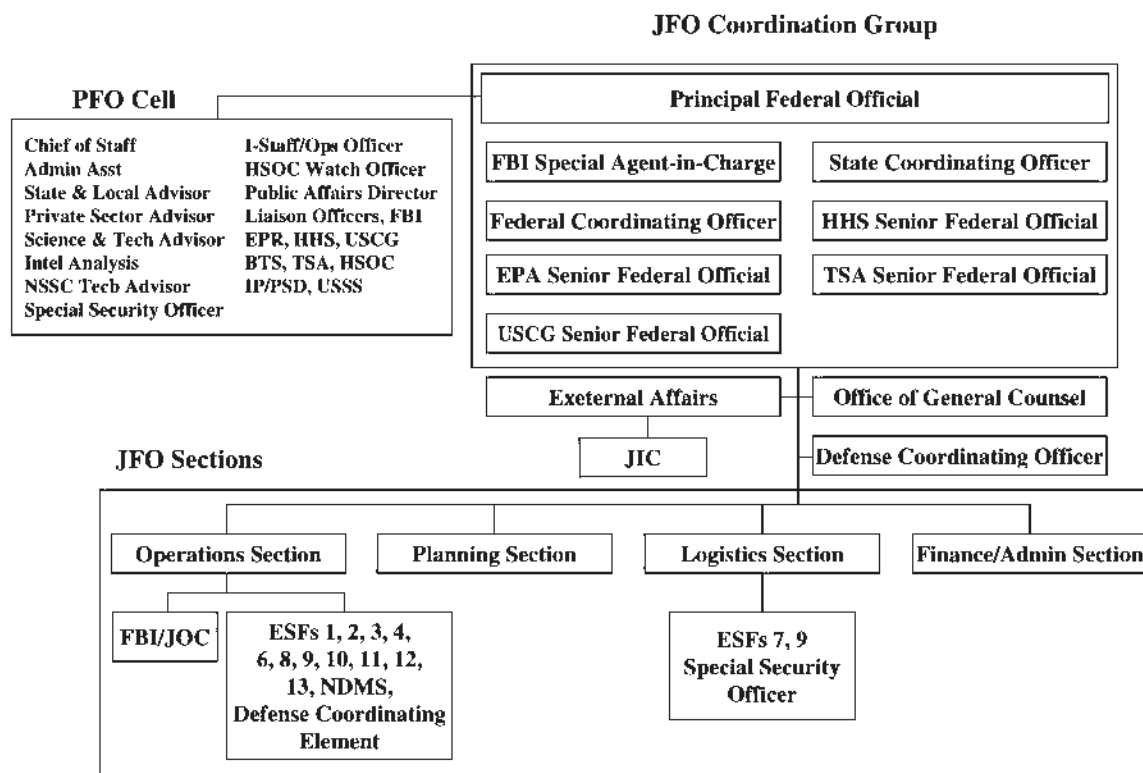 JFO Coordination Group
PFO Cell
Principal Federal Official
Chief of Staff
Admin Asst
State & Local Advisor
Private Sector Advisor
Science & Tech Advisor
Intel Analysis
NSSC Tech Advisor
Special Security Officer
I-Staff/Ops Officer
HSOC Watch Officer
Public Affairs Director
Liaison Officers, FBI
EPR, HHS, USCG
BTS, TSA, HSOC
IP/PSD, USSS
FBI Special Agent-in-Charge
State Coordinating Officer
Federal Coordinating Officer
HHS Senior Federal Official
EPA Senior Federal Official
TSA Senior Federal Official
USCG Senior Federal Official
Exeternal Affairs
Office of General Counsel
JIC
Defense Coordinating Officer
JFO Sections
Operations Section
Planning Section
Logistics Section
Finance/Admin Section
FBI/JOC
ESFs 1, 2, 3, 4,
6, 8, 9, 10, 11, 12,
13, NDMS,
Defense Coordinating
Element
ESFs 7, 9
Special Security
Officer